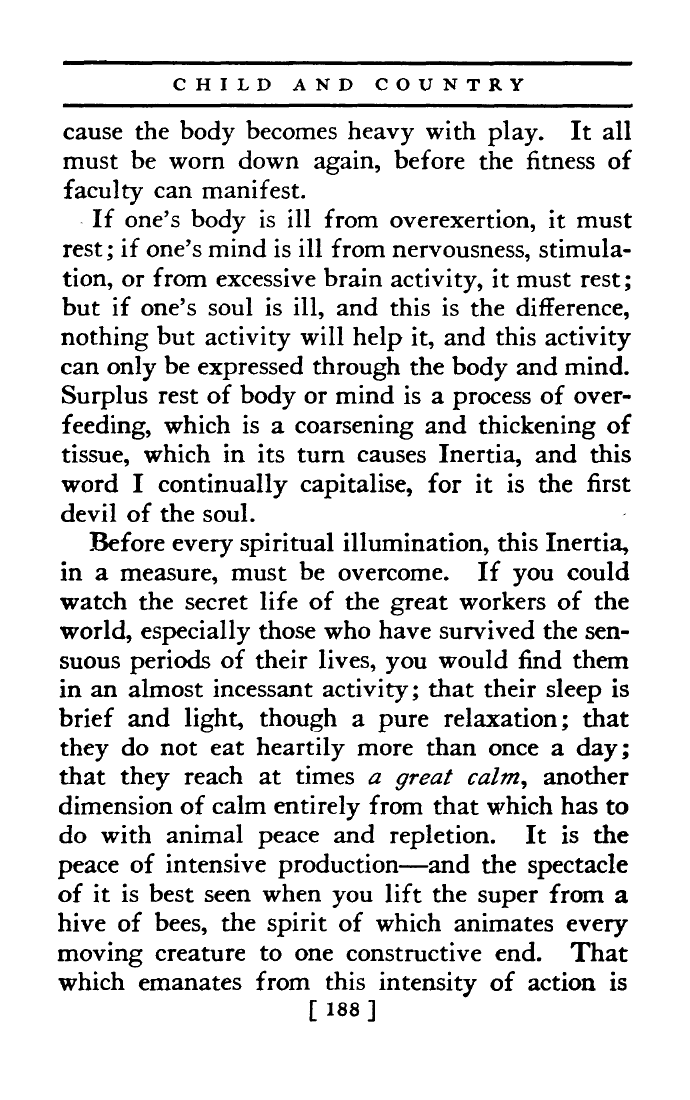 CHILD AND COUNTRY
cause the body becomes heavy with play. It all
must be worn down again, before the fitness of
faculty can manifest.
If one's body is ill from overexertion, it must
rest; if one's mind is ill from nervousness, stimula-
tion, or from excessive brain activity, it must rest;
but if one's soul is ill, and this is the difference,
nothing but activity will help it, and this activity
can only be expressed through the body and mind.
Surplus rest of body or mind is a process of over-
feeding, which is a coarsening and thickening of
tissue, which in its turn causes Inertia, and this
word I continually capitalise, for it is the first
devil of the soul.
Before every spiritual illumination, this Inertia,
in a measure, must be overcome. If you could
watch the secret life of the great workers of the
world, especially those who have survived the sen-
suous periods of their lives, you would find them
in an almost incessant activity; that their sleep is
brief and light, though a pure relaxation; that
they do not eat heartily more than once a day;
that they reach at times a great calm, another
dimension of calm entirely from that which has to
do with animal peace and repletion. It is the
peace of intensive production—and the spectacle
of it is best seen when you lift the super from a
hive of bees, the spirit of which animates every
moving creature to one constructive end. That
which emanates from this intensity of action is
[ 188 ]